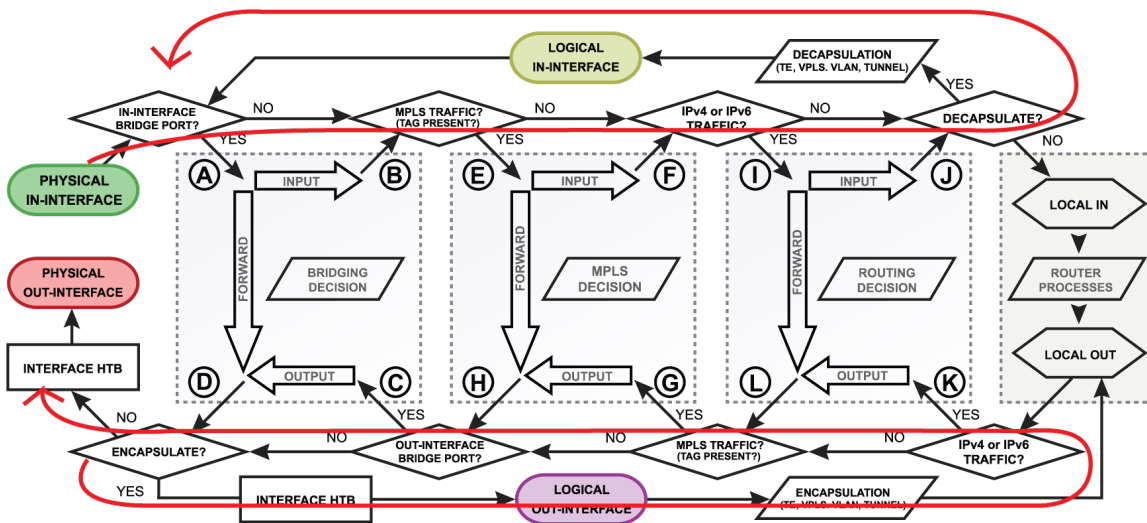 LOGICAL
IN-INTERFACE
DECAPSULATION
(TE, VPLS. VLAN, TUNNEL)
YES
IN-INTERFACE
BRIDGE PORT?
NO
YES
MPLS TRAFFIC?
(TAG PRESENT?)
NO
YES
IPV4 or IPV6
TRAFFIC?
NO
YES
DECAPSULATE?
NO
PHYSICAL
IN-INTERFACE
A
INPUT
B
E
INPUT
F
I
INPUT
J
LOCAL IN
FORWARD
BRIDGING
DECISION
FORWARD
MPLS
DECISION
FORWARD
ROUTING
DECISION
ROUTER
PROCESSES
PHYSICAL
OUT-INTERFACE
INTERFACE HTB
LOCAL OUT
D
OUTPUT
C
H
OUTPUT
G
L
OUTPUT
K
NO
YES
YES
YES
ENCAPSULATE?
NO
OUT-INTERFACE
BRIDGE PORT?
NO
MPLS TRAFFIC?
(TAG PRESENT?)
NO
IPv4 or IPv6
TRAFFIC?
YES
INTERFACE HTB
LOGICAL
OUT-INTERFACE
ENCAPSULATION
(TE, VPLS. VLAN, TUNNEL)